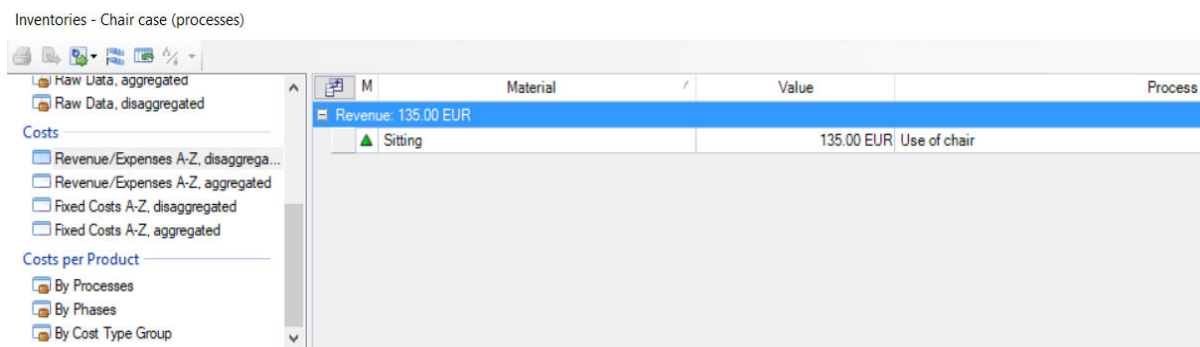 Inventories - Chair case (processes)
Raw Data, aggregated
Raw Data, disaggregated
Costs
Revenue/Expenses A-Z, disaggrega...
Revenue/Expenses A-Z, aggregated
Fixed Costs A-Z, disaggregated
Fixed Costs A-Z, aggregated
Costs per Product
By Processes
By Phases
By Cost Type Group
M Material / Value Process
Revenue: 135.00 EUR
Sitting 135.00 EUR Use of chair